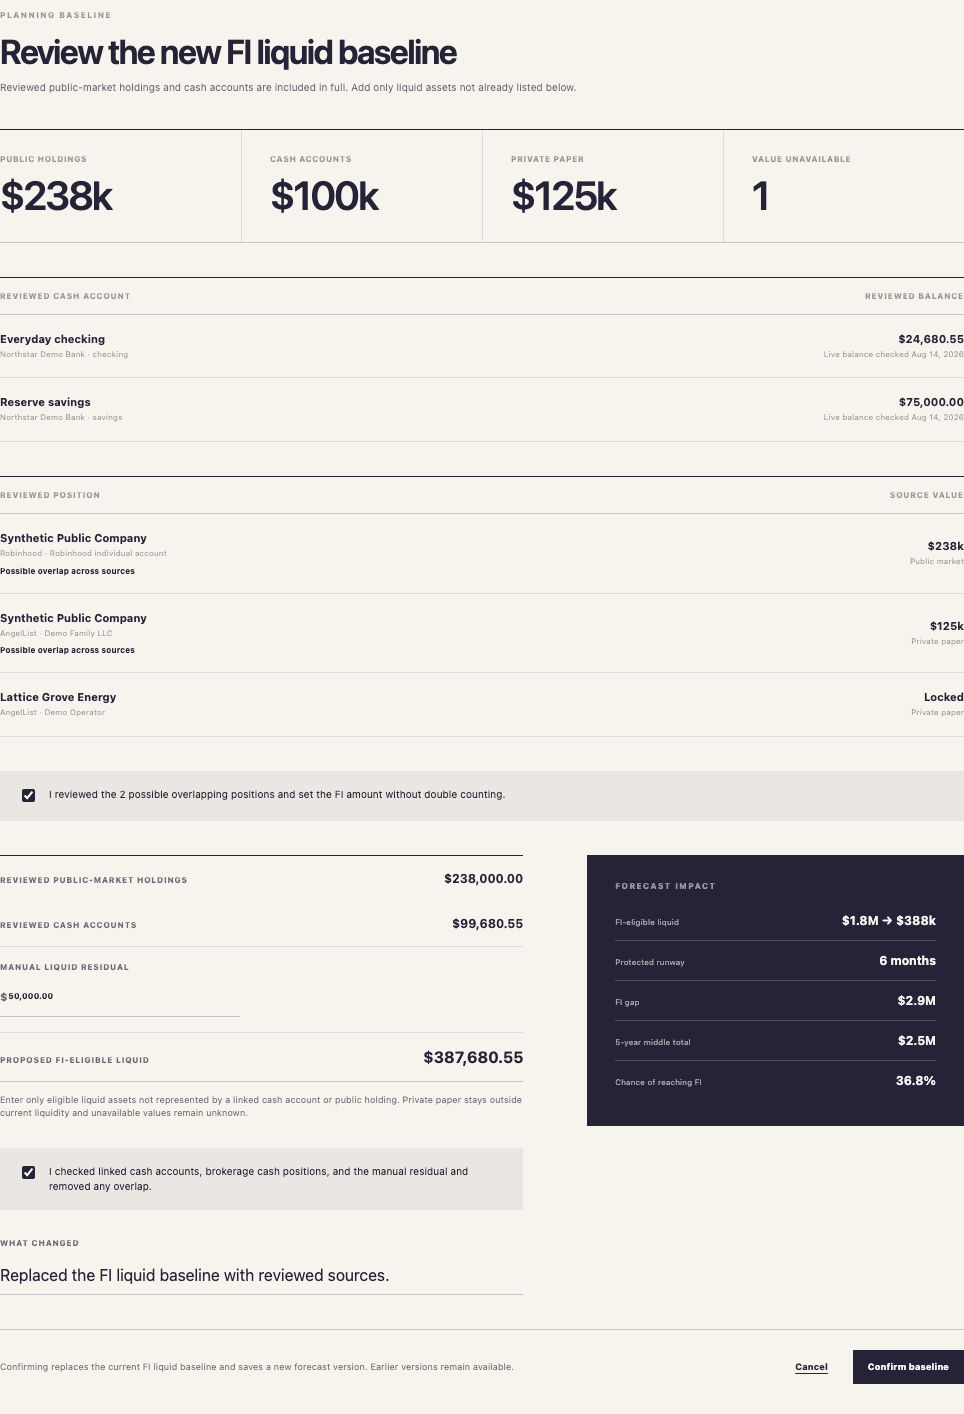 PLANNING BASELINE
Review the new FI liquid baseline
Reviewed public-market holdings and cash accounts are included in full. Add only liquid assets not already listed below.
PUBLIC HOLDINGS
$238k
CASH ACCOUNTS
$100k
PRIVATE PAPER
$125k
VALUE UNAVAILABLE
1
REVIEWED CASH ACCOUNT
REVIEWED BALANCE
Everyday checking
$24,680.55
Northstar Demo Bank · checking
Live balance checked Aug 14, 2026
Reserve savings
$75,000.00
Northstar Demo Bank · savings
Live balance checked Aug 14, 2026
REVIEWED POSITION
SOURCE VALUE
Synthetic Public Company
Robinhood · Robinhood individual account
Possible overlap across sources
$238k
Public market
Synthetic Public Company
AngelList · Demo Family LLC
Possible overlap across sources
$125k
Private paper
Lattice Grove Energy
AngelList · Demo Operator
Locked
Private paper
I reviewed the 2 possible overlapping positions and set the FI amount without double counting.
REVIEWED PUBLIC-MARKET HOLDINGS
$238,000.00
REVIEWED CASH ACCOUNTS
$99,680.55
MANUAL LIQUID RESIDUAL
$50,000.00
PROPOSED FI-ELIGIBLE LIQUID
$387,680.55
Enter only eligible liquid assets not represented by a linked cash account or public holding. Private paper stays outside
current liquidity and unavailable values remain unknown.
I checked linked cash accounts, brokerage cash positions, and the manual residual and
removed any overlap.
WHAT CHANGED
Replaced the FI liquid baseline with reviewed sources.
FORECAST IMPACT
FI-eligible liquid
$1.8M → $388k
Protected runway
6 months
FI gap
$2.9M
5-year middle total
$2.5M
Chance of reaching FI
36.8%
Confirming replaces the current FI liquid baseline and saves a new forecast version. Earlier versions remain available.
Cancel
Confirm baseline